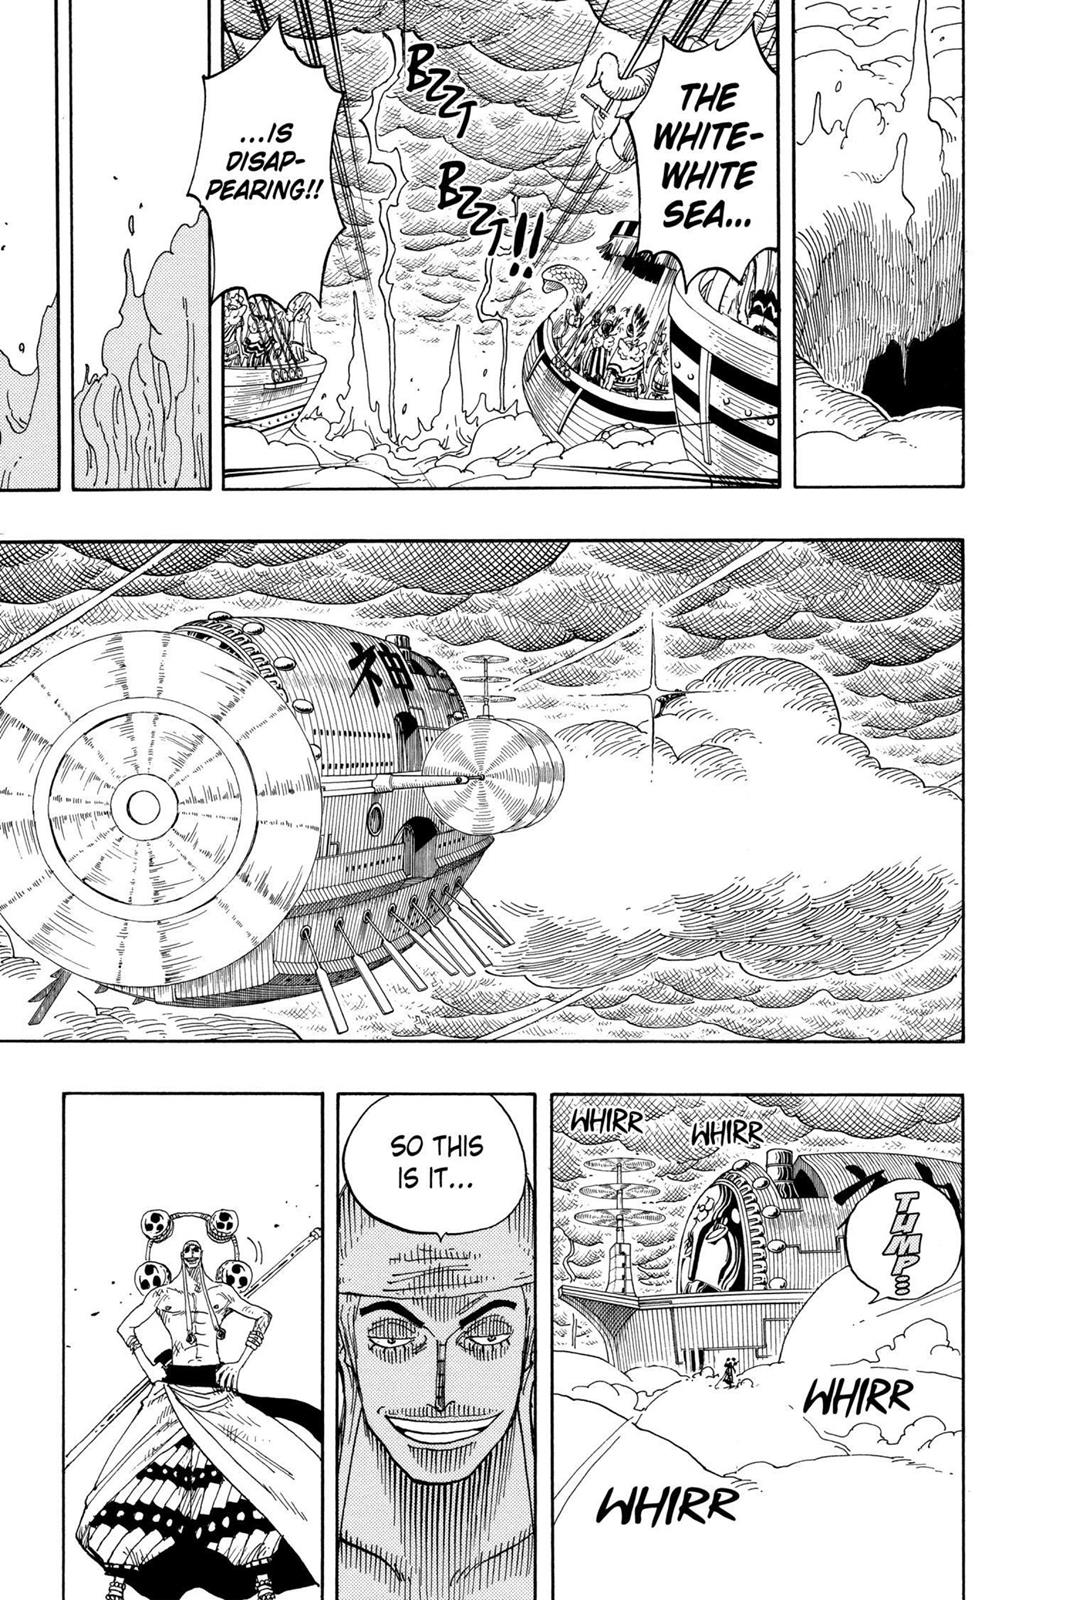 THE
WHITE-
WHITE
SEA...
BZZT
BZZT!!
...IS
DISAP-
PEARING!!
神
WHIRR
WHIRR
TUMP...
WHIRR
WHIRR
SO THIS
IS IT...